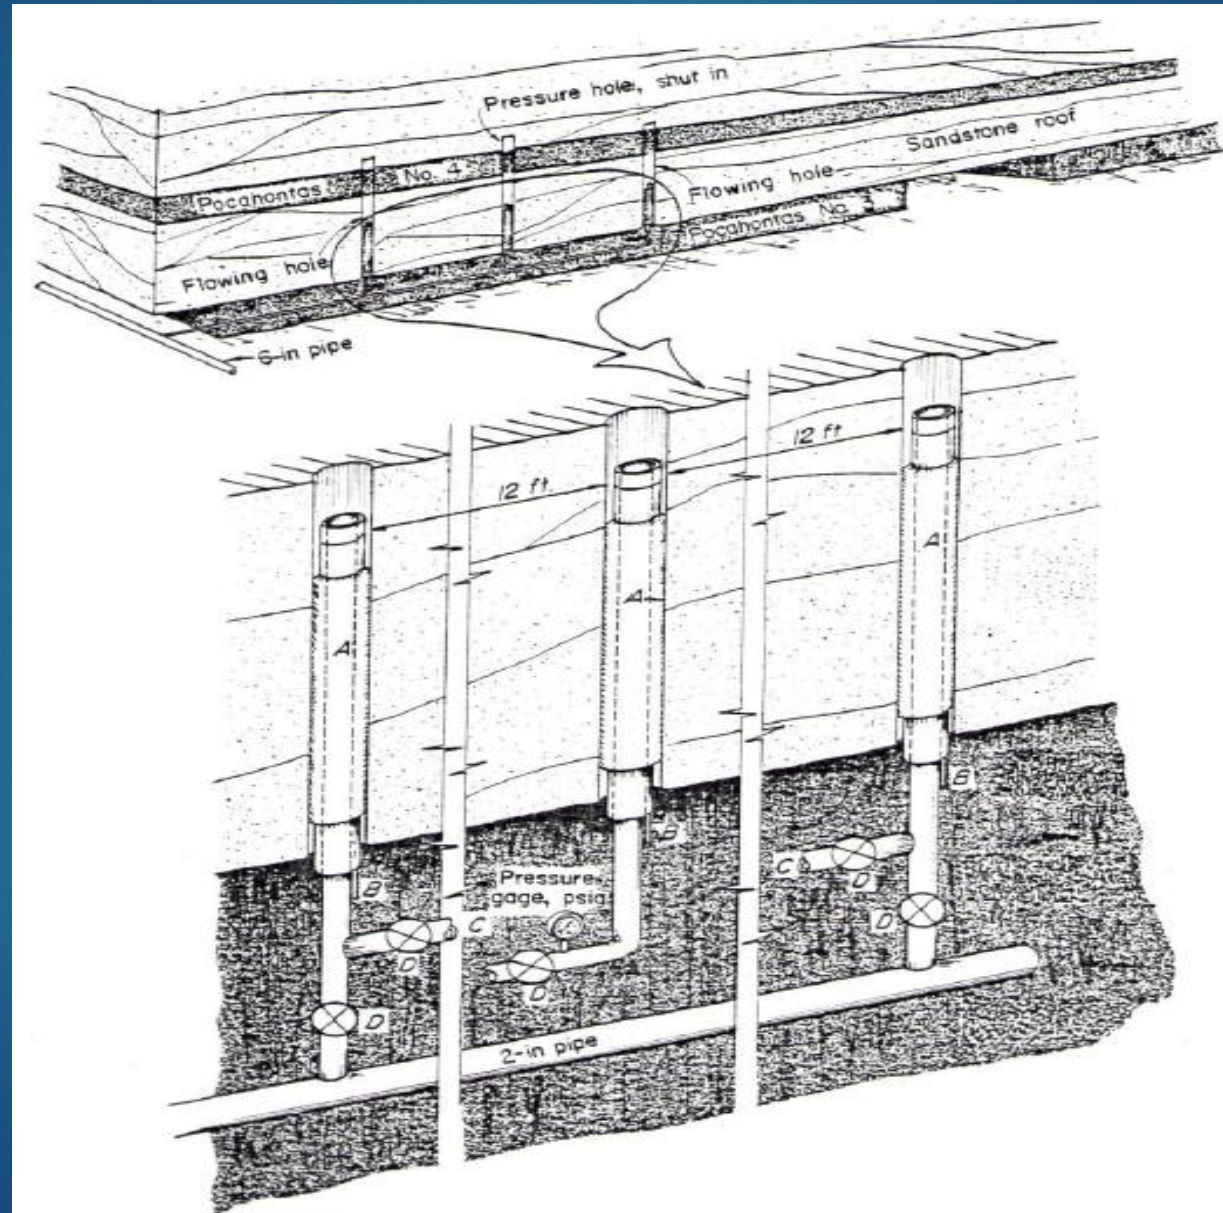 Pressure hole, shut in
Sandstone roof
Pocahontas No. 4
Flowing hole
Pocahontas No. 3
Flowing hole
6-in pipe
12 ft
12 ft
A
A
A
B
B
B
C
D
D
Pressure
gage, psig
C
D
D
D
2-in pipe